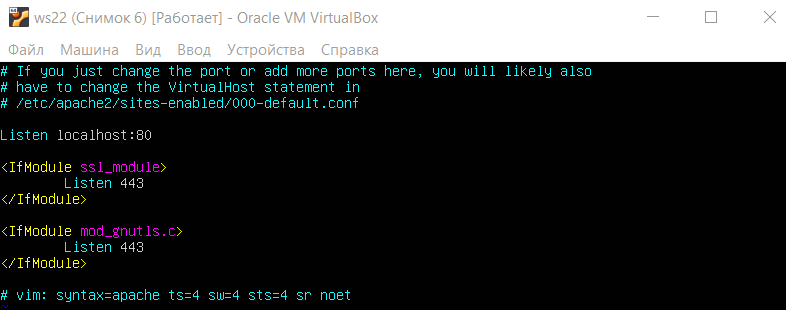 ws22 (Снимок 6) [Работает] - Oracle VM VirtualBox
Файл Машина Вид Ввод Устройства Справка
# If you just change the port or add more ports here, you will likely also
# have to change the VirtualHost statement in
# /etc/apache2/sites-enabled/000-default.conf
Listen localhost:80
<IfModule ssl_module>
Listen 443
</IfModule>
<IfModule mod_gnutls.c>
Listen 443
</IfModule>
# vim: syntax=apache ts=4 sw=4 sts=4 sr noet
~